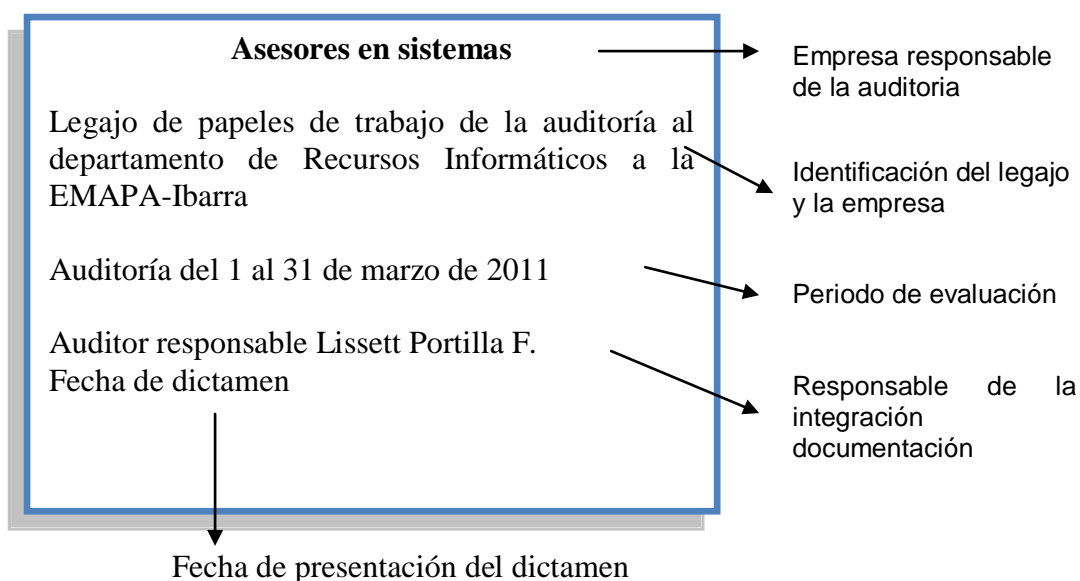 Asesores en sistemas
Legajo de papeles de trabajo de la auditoría al
departamento de Recursos Informáticos a la
EMAPA-Ibarra
Auditoría del 1 al 31 de marzo de 2011
Auditor responsable Lissett Portilla F.
Fecha de dictamen
Empresa responsable
de la auditoria
Identificación del legajo
y la empresa
Periodo de evaluación
Responsable de la
integración
documentación
Fecha de presentación del dictamen